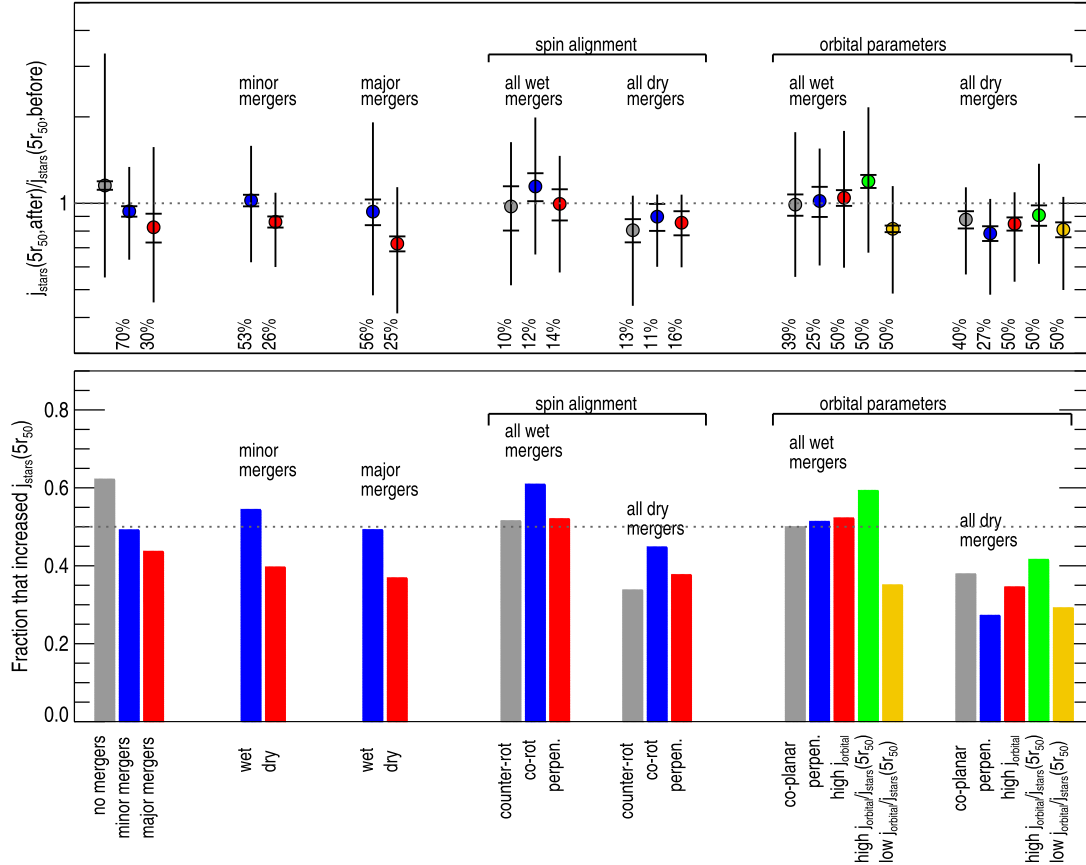 spin alignment
orbital parameters
minor
mergers
major
mergers
all wet
mergers
all dry
mergers
all wet
mergers
all dry
mergers
j_stars(5r_50,after)/j_stars(5r_50,before)
1
70%
30%
53%
26%
56%
25%
10%
12%
14%
13%
11%
16%
39%
25%
50%
50%
50%
40%
27%
50%
50%
50%
spin alignment
orbital parameters
minor
mergers
major
mergers
all wet
mergers
all dry
mergers
all wet
mergers
all dry
mergers
Fraction that increased j_stars(5r_50)
0.8
0.6
0.4
0.2
0.0
no mergers
minor mergers
major mergers
wet
dry
wet
dry
counter-rot
co-rot
perpen.
counter-rot
co-rot
perpen.
co-planar
perpen.
high j_orbital
high j_orbital/j_stars(5r_50)
low j_orbital/j_stars(5r_50)
co-planar
perpen.
high j_orbital
high j_orbital/j_stars(5r_50)
low j_orbital/j_stars(5r_50)